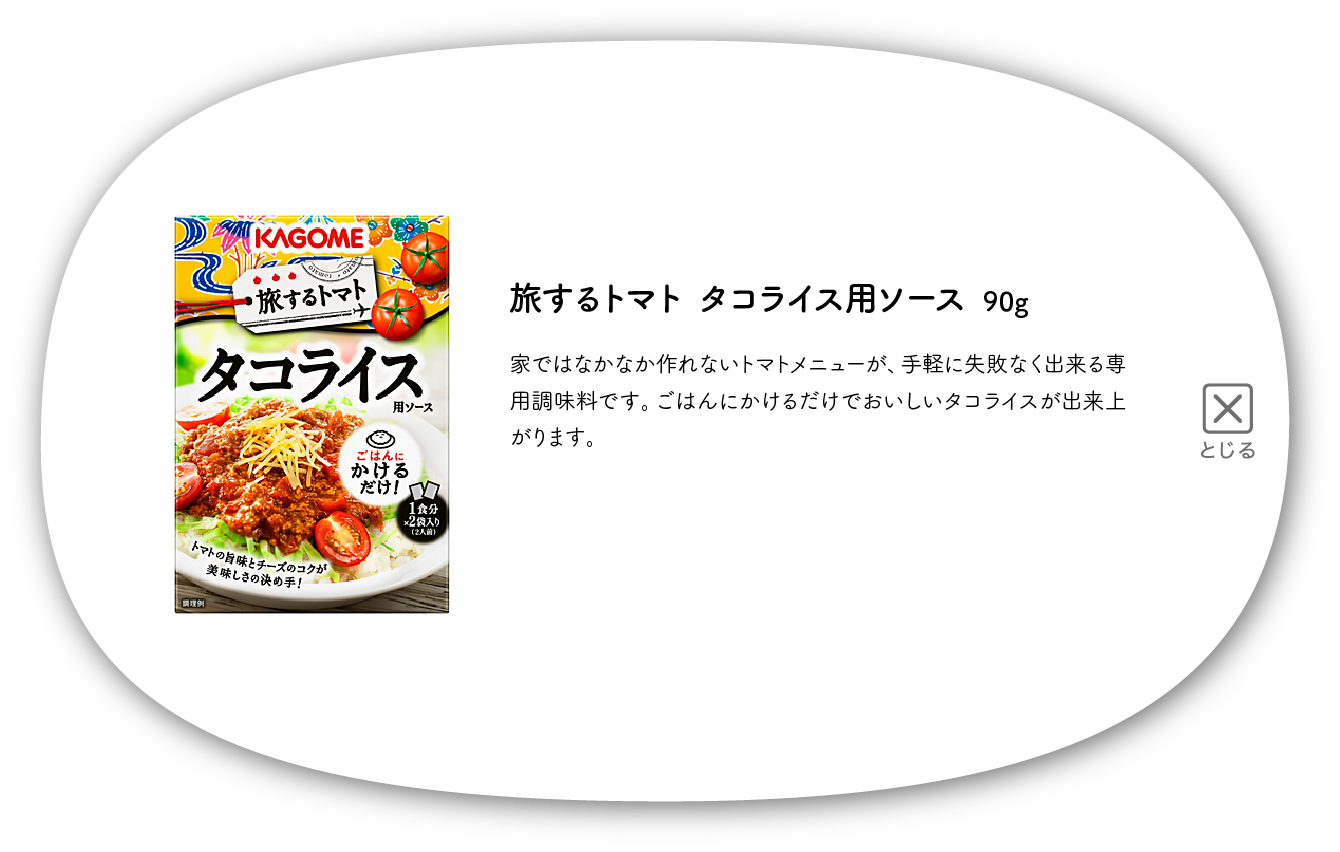 KAGOME
旅するトマト
タコライス
用ソース
ごはんに
かける
だけ!
1食分
×2袋入り
(2人前)
トマトの旨味とチーズのコクが
美味しさの決め手!
調理例
旅するトマト タコライス用ソース 90g
家ではなかなか作れないトマトメニューが、手軽に失敗なく出来る専
用調味料です。ごはんにかけるだけでおいしいタコライスが出来上
がります。
とじる